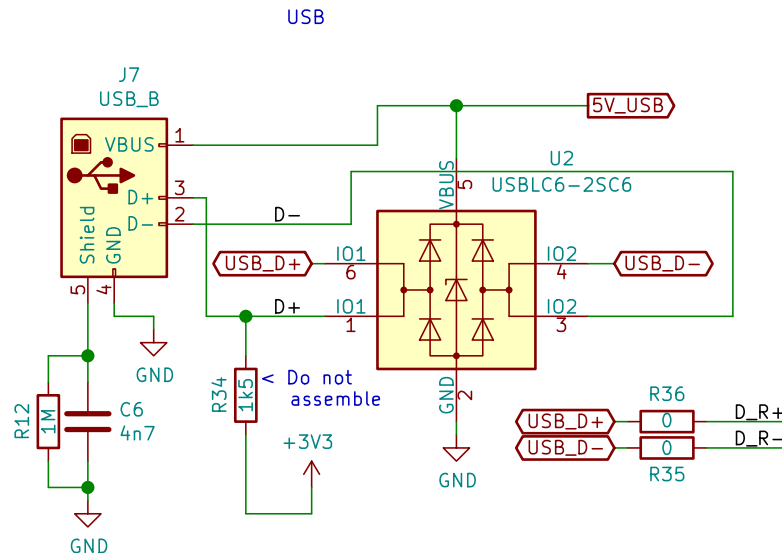 USB
J7
USB_B
VBUS
1
D+
3
D-
2
Shield
GND
5
4
GND
R12
1M
C6
4n7
GND
D-
D+
5V_USB
U2
USBLC6-2SC6
VBUS
5
USB_D+
IO1
6
IO1
1
IO2
4
USB_D-
IO2
3
GND
2
GND
R34
1k5
< Do not
assemble
+3V3
R36
USB_D+
0
D_R+
USB_D-
0
D_R-
R35